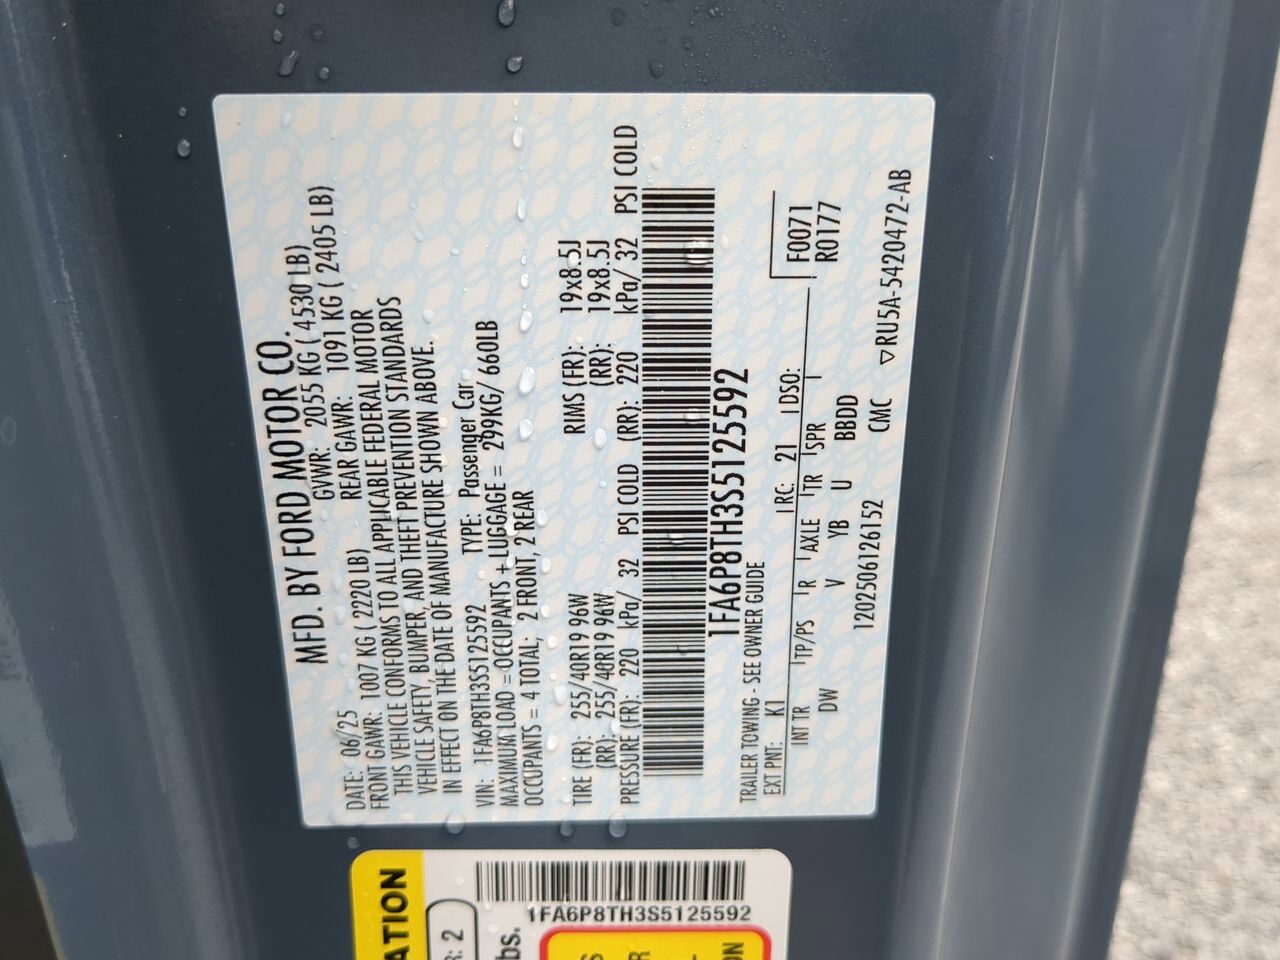 MFD. BY FORD MOTOR CO.
DATE: 06/25 GVWR: 2055 KG ( 4530 LB)
FRONT GAWR: 1007 KG ( 2220 LB) REAR GAWR: 1091 KG ( 2405 LB)
THIS VEHICLE CONFORMS TO ALL APPLICABLE FEDERAL MOTOR
VEHICLE SAFETY, BUMPER, AND THEFT PREVENTION STANDARDS
IN EFFECT ON THE DATE OF MANUFACTURE SHOWN ABOVE.
VIN: 1FA6P8TH3S5125592 TYPE: Passenger Car
MAXIMUM LOAD = OCCUPANTS + LUGGAGE = 299KG/ 660LB
OCCUPANTS = 4 TOTAL; 2 FRONT, 2 REAR
TIRE (FR): 255/40R19 96W RIMS (FR): 19x8.5J
(RR): 255/40R19 96W (RR): 19x8.5J
PRESSURE (FR): 220 kPa/ 32 PSI COLD (RR): 220 kPa/ 32 PSI COLD
1FA6P8TH3S5125592
TRAILER TOWING - SEE OWNER GUIDE
EXT PNT: K1 RC: 21 DSO: F0071
R0177
INT TR TP/PS R AXLE TR SPR
DW V YB U BBDD
1202506126152 CMC ▽RU5A-5420472-AB
ATION
R: 2
bs.
1FA6P8TH3S5125592